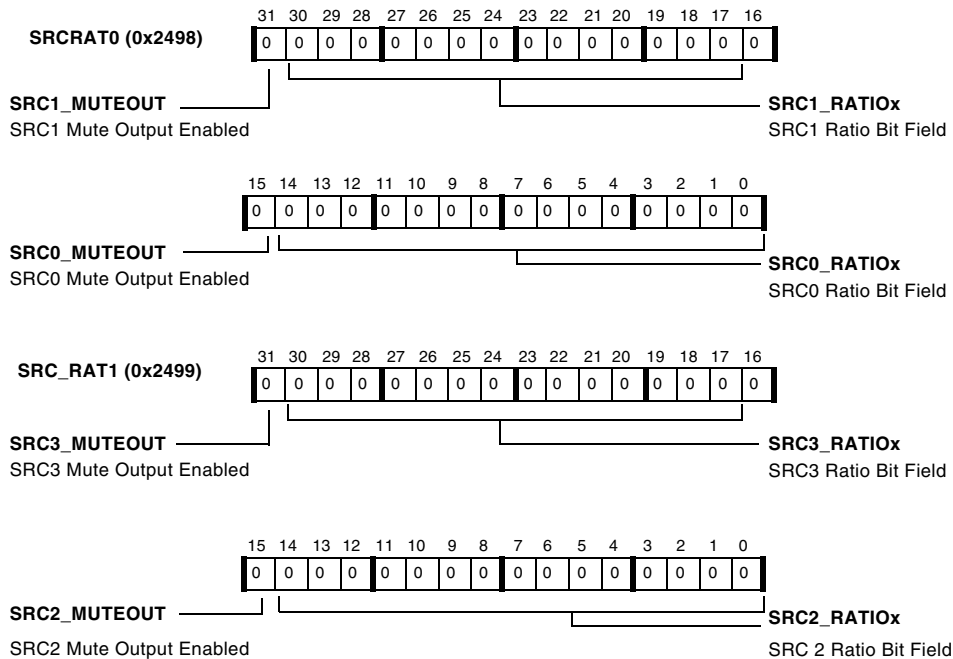 31 30 29 28 27 26 25 24 23 22 21 20 19 18 17 16
SRCRAT0 (0x2498)
0 0 0 0 0 0 0 0 0 0 0 0 0 0 0 0
SRC1_MUTEOUT
SRC1 Mute Output Enabled
SRC1_RATIOx
SRC1 Ratio Bit Field
15 14 13 12 11 10 9 8 7 6 5 4 3 2 1 0
0 0 0 0 0 0 0 0 0 0 0 0 0 0 0 0
SRC0_MUTEOUT
SRC0 Mute Output Enabled
SRC0_RATIOx
SRC0 Ratio Bit Field
31 30 29 28 27 26 25 24 23 22 21 20 19 18 17 16
SRC_RAT1 (0x2499)
0 0 0 0 0 0 0 0 0 0 0 0 0 0 0 0
SRC3_MUTEOUT
SRC3 Mute Output Enabled
SRC3_RATIOx
SRC3 Ratio Bit Field
15 14 13 12 11 10 9 8 7 6 5 4 3 2 1 0
0 0 0 0 0 0 0 0 0 0 0 0 0 0 0 0
SRC2_MUTEOUT
SRC2 Mute Output Enabled
SRC2_RATIOx
SRC 2 Ratio Bit Field